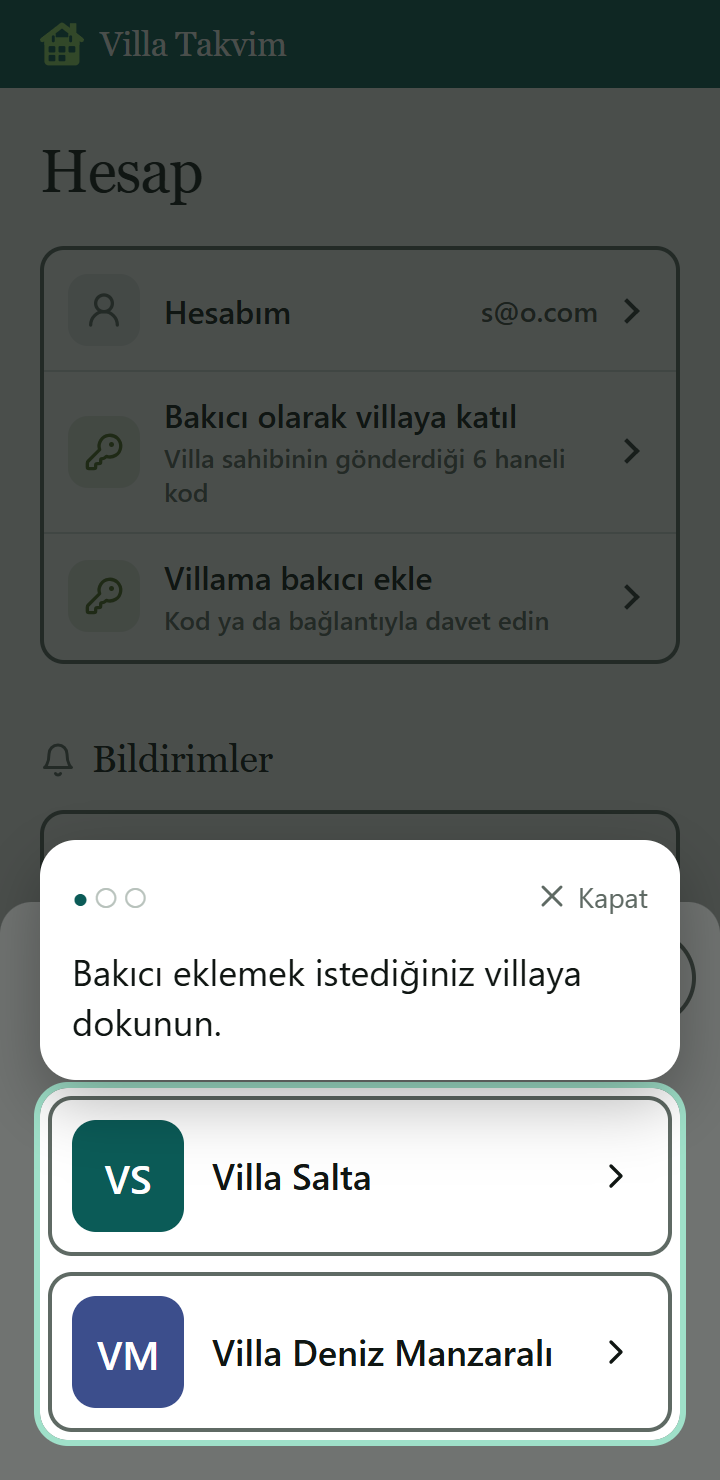 Villa Takvim
Hesap
Hesabım
s@o.com
Bakıcı olarak villaya katıl
Villa sahibinin gönderdiği 6 haneli
kod
Villama bakıcı ekle
Kod ya da bağlantıyla davet edin
Bildirimler
Kapat
Bakıcı eklemek istediğiniz villaya
dokunun.
VS
Villa Salta
VM
Villa Deniz Manzaralı